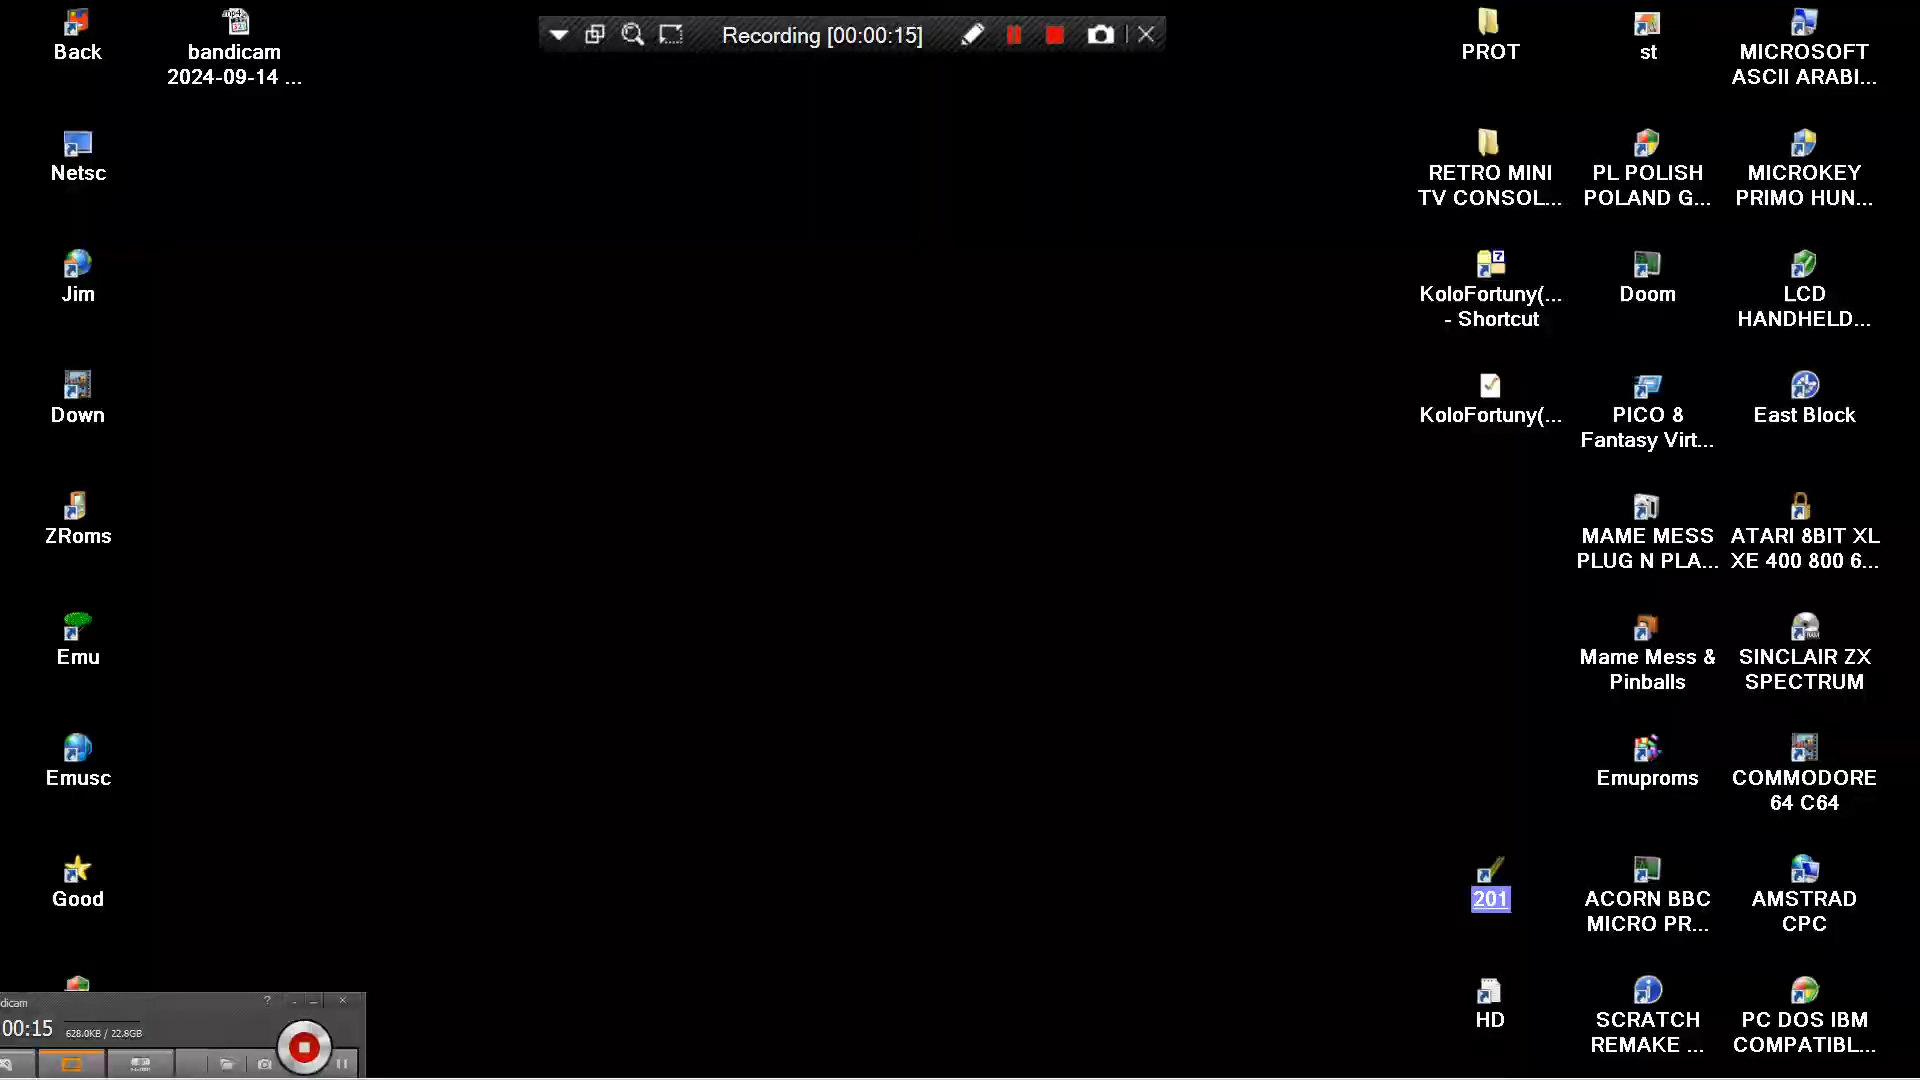 Back
bandicam
2024-09-14 ...
Recording [00:00:15]
PROT
st
MICROSOFT
ASCII ARABI...
Netsc
RETRO MINI
TV CONSOL...
PL POLISH
POLAND G...
MICROKEY
PRIMO HUN...
Jim
KoloFortuny(...
- Shortcut
Doom
LCD
HANDHELD...
Down
KoloFortuny(...
PICO 8
Fantasy Virt...
East Block
ZRoms
MAME MESS
PLUG N PLA...
ATARI 8BIT XL
XE 400 800 6...
Emu
Mame Mess &
Pinballs
SINCLAIR ZX
SPECTRUM
Emusc
Emuproms
COMMODORE
64 C64
Good
201
ACORN BBC
MICRO PR...
AMSTRAD
CPC
HD
SCRATCH
REMAKE ...
PC DOS IBM
COMPATIBL...
dicam
00:15
628.0KB / 22.8GB